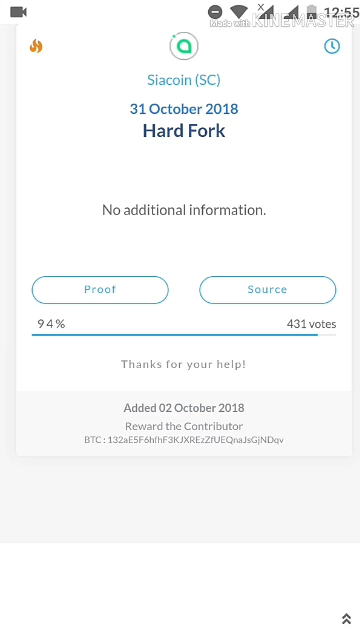 12:55
Made with KINEMASTER
Siacoin (SC)
31 October 2018
Hard Fork
No additional information.
Proof
Source
94%
431 votes
Thanks for your help!
Added 02 October 2018
Reward the Contributor
BTC : 132aE5F6hfhF3KJXREzZfUEQnaJsGjNDqv